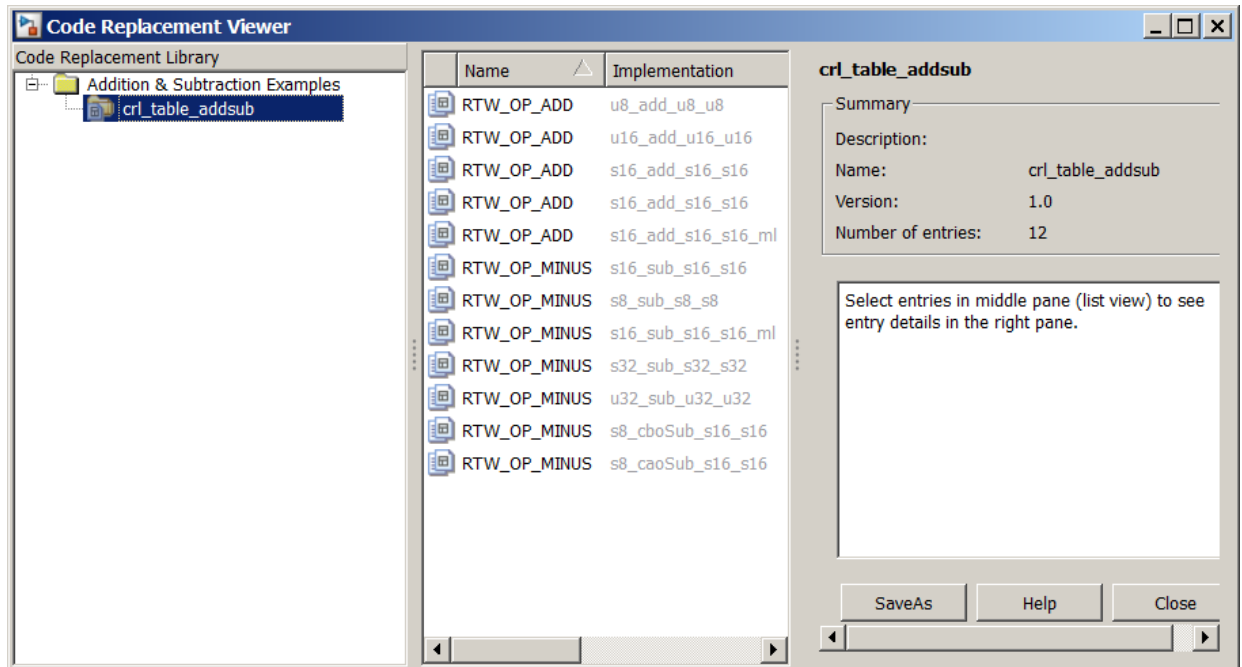 Code Replacement Viewer
Code Replacement Library
Addition & Subtraction Examples
crl_table_addsub
Name Implementation
RTW_OP_ADD u8_add_u8_u8
RTW_OP_ADD u16_add_u16_u16
RTW_OP_ADD s16_add_s16_s16
RTW_OP_ADD s16_add_s16_s16
RTW_OP_ADD s16_add_s16_s16_ml
RTW_OP_MINUS s16_sub_s16_s16
RTW_OP_MINUS s8_sub_s8_s8
RTW_OP_MINUS s16_sub_s16_s16_ml
RTW_OP_MINUS s32_sub_s32_s32
RTW_OP_MINUS u32_sub_u32_u32
RTW_OP_MINUS s8_cboSub_s16_s16
RTW_OP_MINUS s8_caoSub_s16_s16
crl_table_addsub
Summary
Description:
Name: crl_table_addsub
Version: 1.0
Number of entries: 12
Select entries in middle pane (list view) to see
entry details in the right pane.
SaveAs Help Close